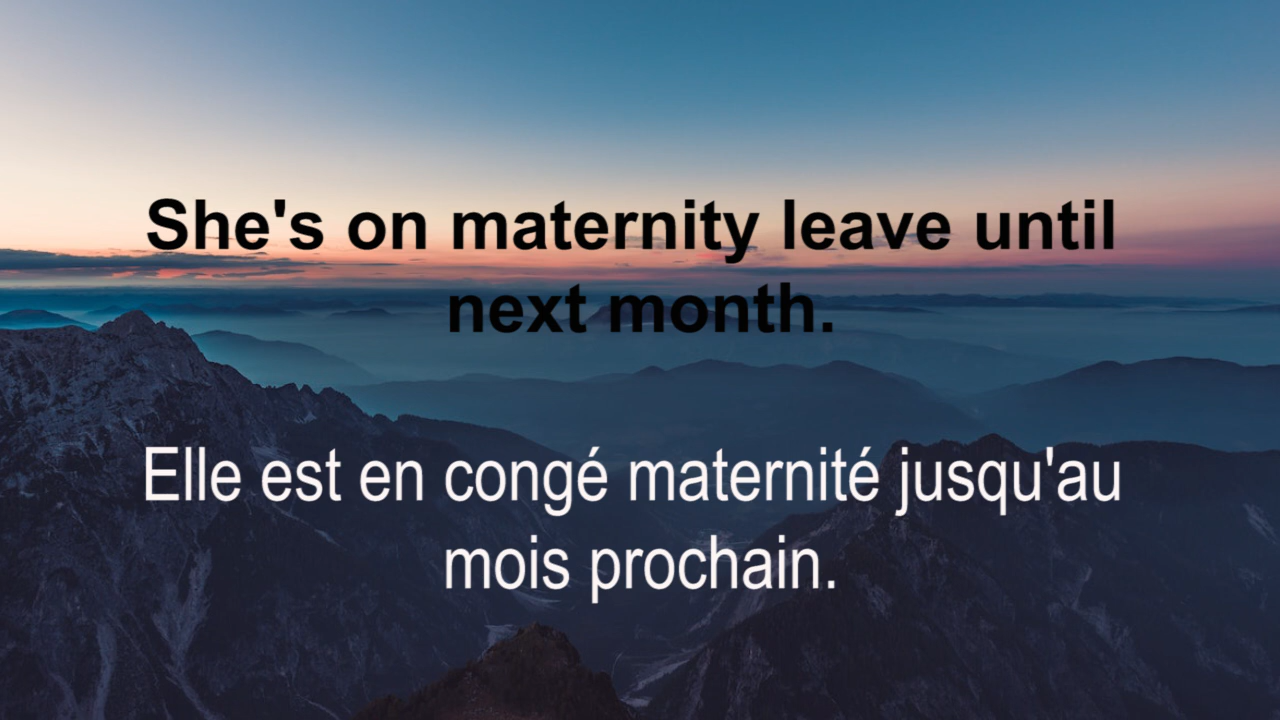 She's on maternity leave until
next month.
Elle est en congé maternité jusqu'au
mois prochain.